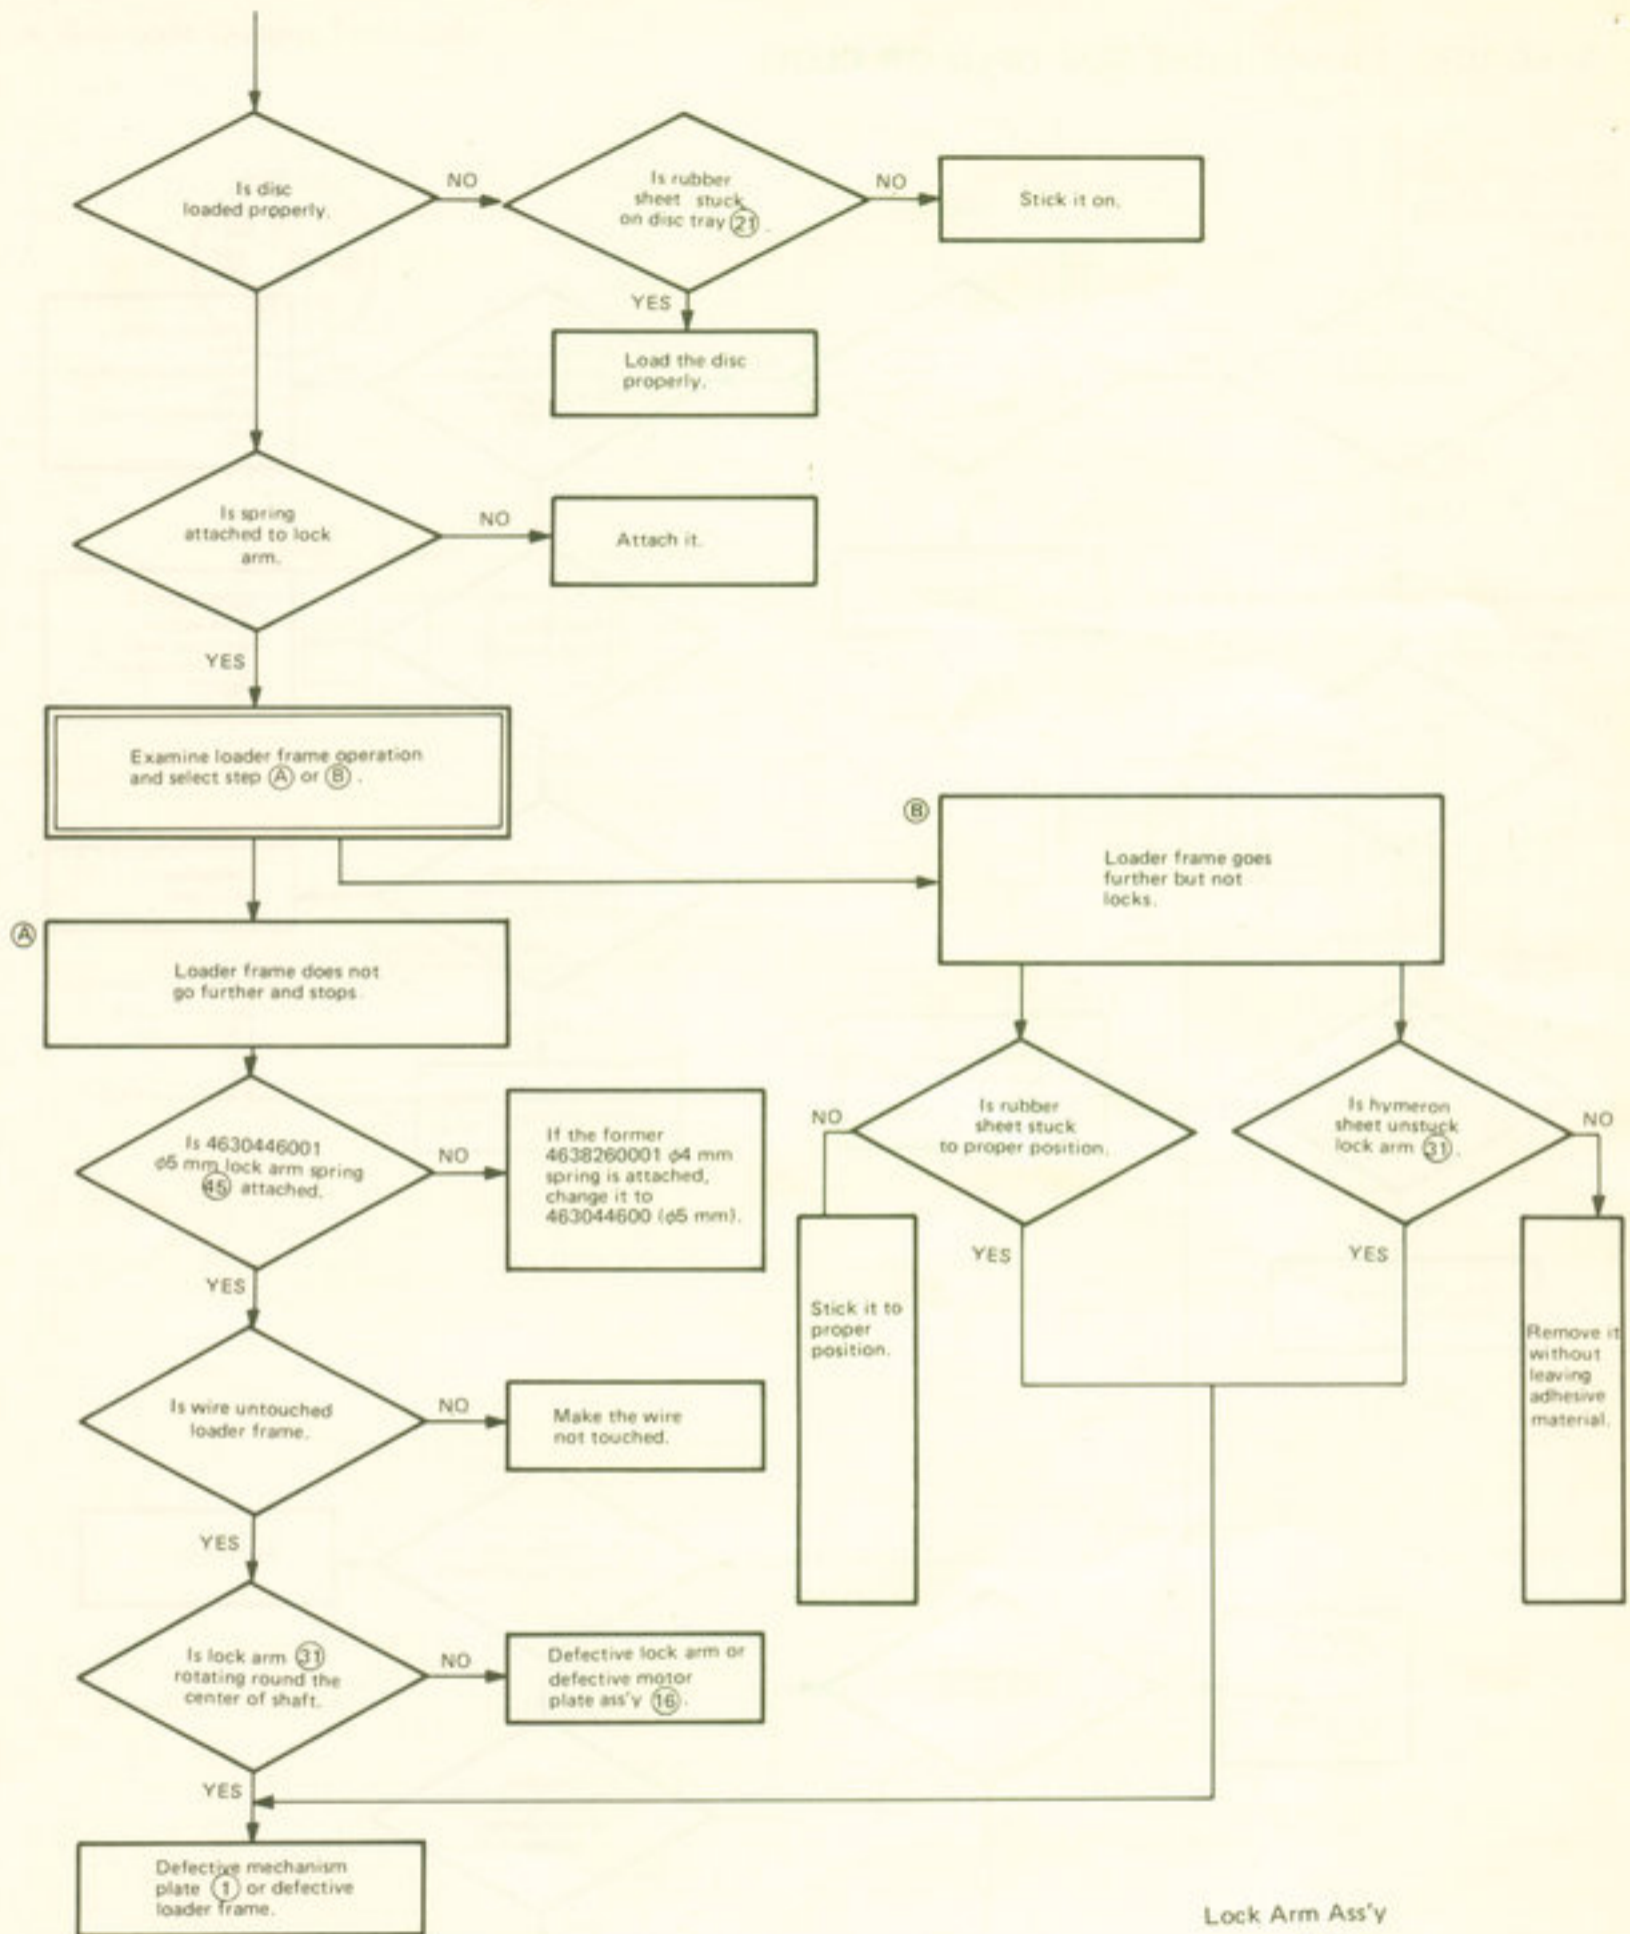 Is disc
loaded properly.
NO
Is rubber
sheet stuck
on disc tray 21 .
NO
Stick it on.
YES
Load the disc
properly.
Is spring
attached to lock
arm.
NO
Attach it.
YES
Examine loader frame operation
and select step A or B .
B
Loader frame goes
further but not
locks.
A
Loader frame does not
go further and stops.
Is 4630446001
φ5 mm lock arm spring
45 attached.
NO
If the former
4638260001 φ4 mm
spring is attached,
change it to
463044600 (φ5 mm).
YES
NO
Is rubber
sheet stuck
to proper position.
YES
Stick it to
proper
position.
Is hymeron
sheet unstuck
lock arm 31 .
NO
YES
Remove it
without
leaving
adhesive
material.
Is wire untouched
loader frame.
NO
Make the wire
not touched.
YES
Is lock arm 31
rotating round the
center of shaft.
NO
Defective lock arm or
defective motor
plate ass'y 16 .
YES
Defective mechanism
plate 1 or defective
loader frame.
Lock Arm Ass'y